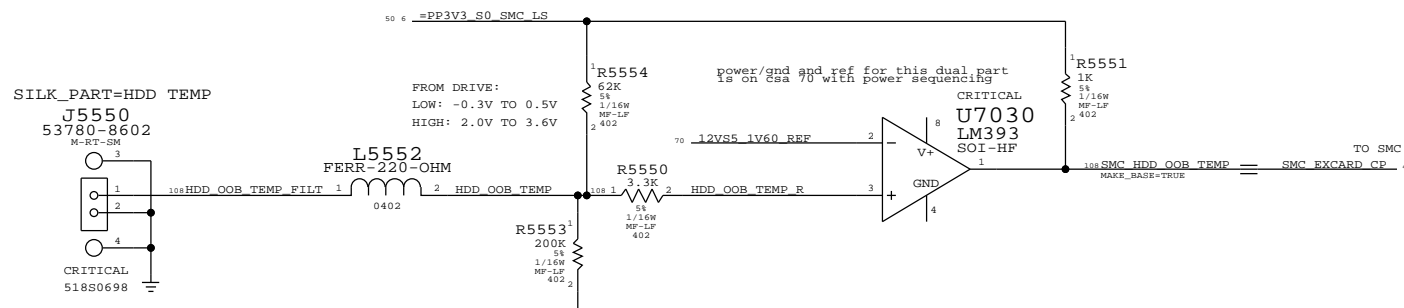 50 6 =PP3V3_S0_SMC_LS
SILK_PART=HDD TEMP
J5550
53780-8602
M-RT-SM
3
1
2
4
CRITICAL
518S0698
108 HDD_OOB_TEMP_FILT
L5552
FERR-220-OHM
1 2
0402
HDD_OOB_TEMP
FROM DRIVE:
LOW: -0.3V TO 0.5V
HIGH: 2.0V TO 3.6V
1
R5554
62K
5%
1/16W
MF-LF
2 402
108
1 R5550 2
3.3K
5%
1/16W
MF-LF
402
HDD_OOB_TEMP_R
R5553 1
200K
5%
1/16W
MF-LF
402 2
power/gnd and ref for this dual part
is on csa 70 with power sequencing
CRITICAL
U7030
LM393
SOI-HF
70 12VS5_1V60_REF
2
3
8
V+
GND
4
1
-
+
1 R5551
1K
5%
1/16W
MF-LF
2 402
108 SMC_HDD_OOB_TEMP
MAKE_BASE=TRUE
TO SMC
SMC_EXCARD_CP